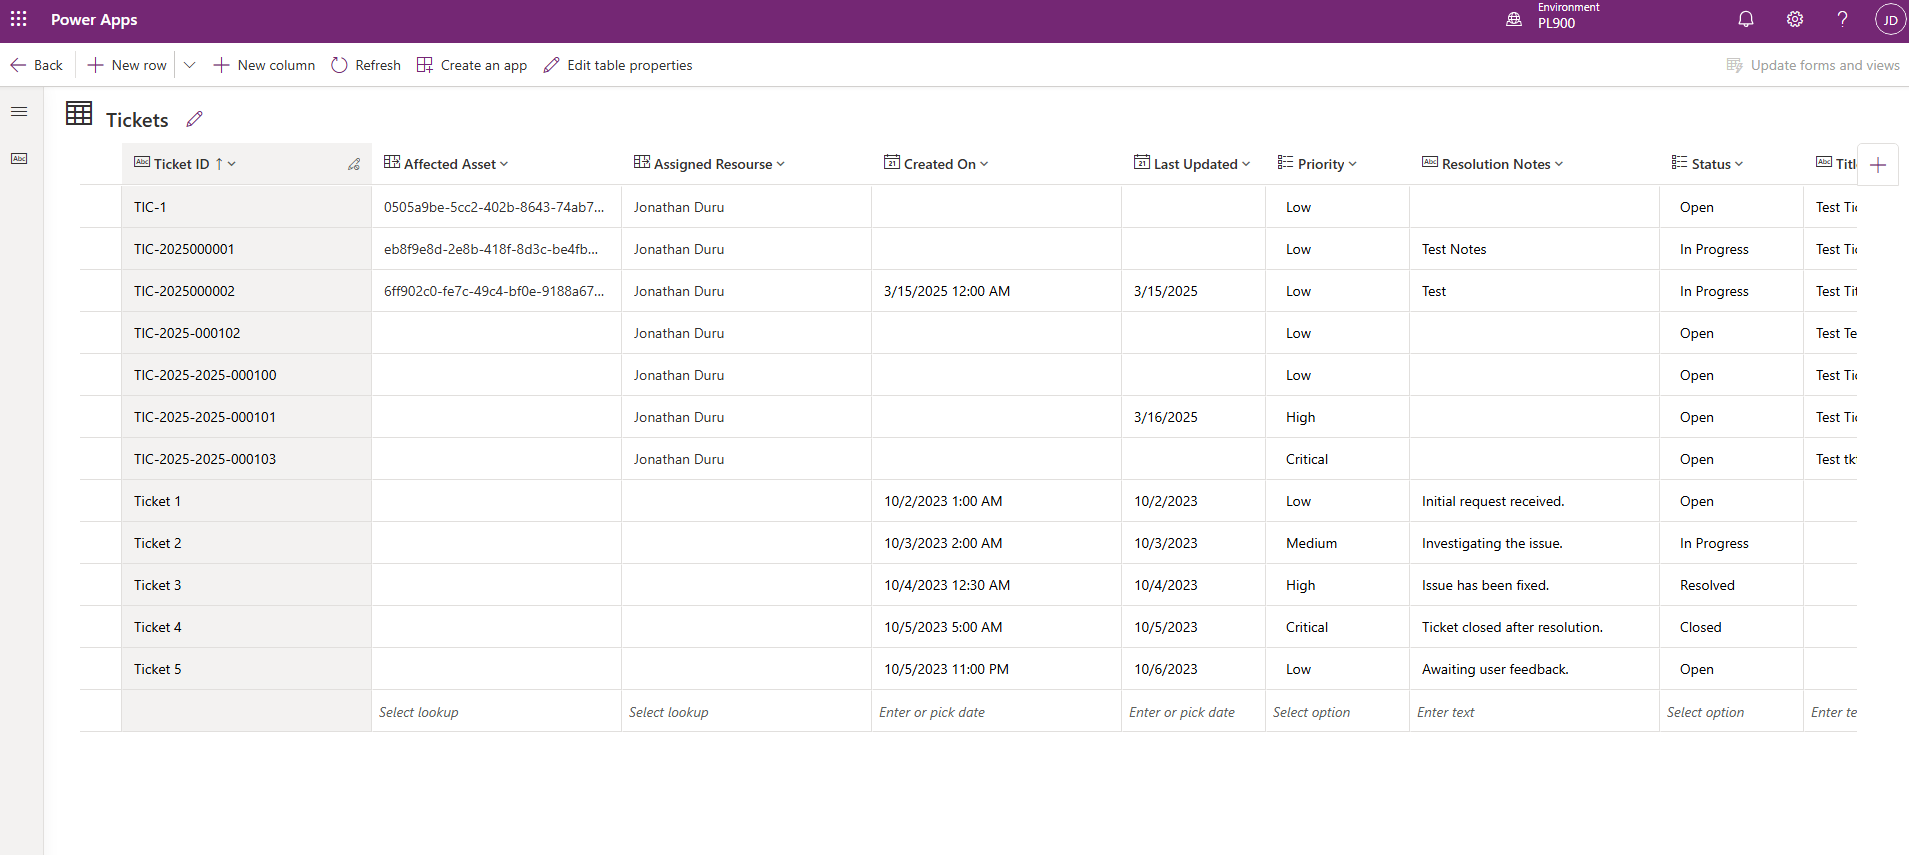 Power Apps
Environment
PL900
JD
Back
New row
New column
Refresh
Create an app
Edit table properties
Update forms and views
Tickets
Abc
Abc Ticket ID ↑ Affected Asset Assigned Resourse 21 Created On 21 Last Updated Priority Abc Resolution Notes Status Abc Titl
TIC-1 0505a9be-5cc2-402b-8643-74ab7... Jonathan Duru Low Open Test Tic
TIC-2025000001 eb8f9e8d-2e8b-418f-8d3c-be4fb... Jonathan Duru Low Test Notes In Progress Test Tic
TIC-2025000002 6ff902c0-fe7c-49c4-bf0e-9188a67... Jonathan Duru 3/15/2025 12:00 AM 3/15/2025 Low Test In Progress Test Tit
TIC-2025-000102 Jonathan Duru Low Open Test Te
TIC-2025-2025-000100 Jonathan Duru Low Open Test Tic
TIC-2025-2025-000101 Jonathan Duru 3/16/2025 High Open Test Tic
TIC-2025-2025-000103 Jonathan Duru Critical Open Test tkt
Ticket 1 10/2/2023 1:00 AM 10/2/2023 Low Initial request received. Open
Ticket 2 10/3/2023 2:00 AM 10/3/2023 Medium Investigating the issue. In Progress
Ticket 3 10/4/2023 12:30 AM 10/4/2023 High Issue has been fixed. Resolved
Ticket 4 10/5/2023 5:00 AM 10/5/2023 Critical Ticket closed after resolution. Closed
Ticket 5 10/5/2023 11:00 PM 10/6/2023 Low Awaiting user feedback. Open
Select lookup Select lookup Enter or pick date Enter or pick date Select option Enter text Select option Enter te